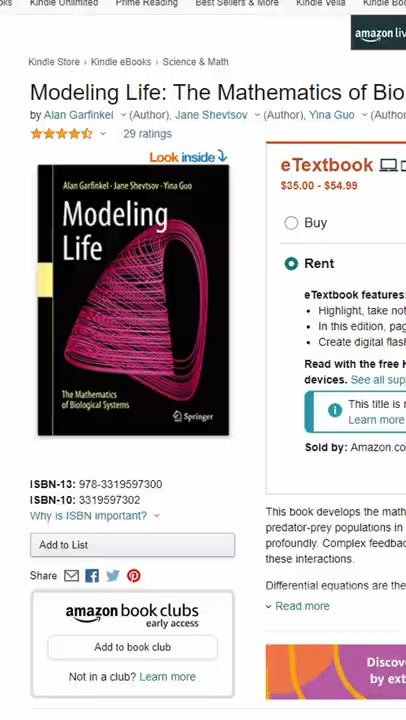 Kindle Store
Prime Reading
Best Sellers & More
Kindle Vella
Kindle Boo
amazon liv
Kindle Store › Kindle eBooks › Science & Math
Modeling Life: The Mathematics of Bio
by Alan Garfinkel (Author), Jane Shevtsov (Author), Yina Guo (Autho
29 ratings
Look inside
Alan Garfinkel · Jane Shevtsov · Yina Guo
Modeling
Life
The Mathematics
of Biological Systems
Springer
eTextbook
$35.00 - $54.99
Buy
Rent
eTextbook features:
• Highlight, take not
• In this edition, pag
• Create digital flas
Read with the free K
devices. See all sup
This title is n
Learn more
Sold by: Amazon.co
ISBN-13: 978-3319597300
ISBN-10: 3319597302
Why is ISBN important?
Add to List
Share
amazon book clubs
early access
Add to book club
Not in a club? Learn more
This book develops the math
predator-prey populations in
profoundly. Complex feedbac
these interactions.
Differential equations are the
Read more
Discov
by ext